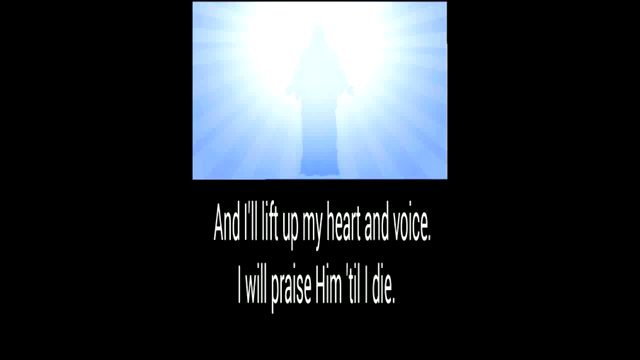 And I'll lift up my heart and voice.
I will praise Him 'til I die.